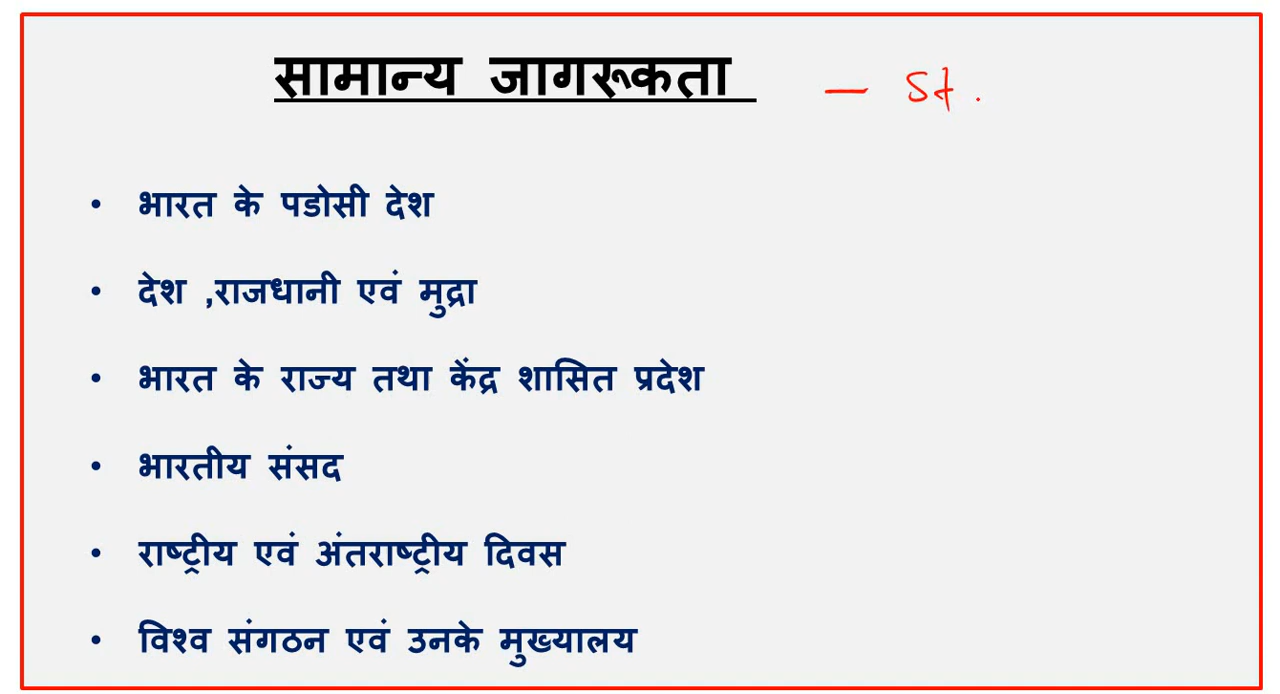 सामान्य जागरूकता — St.
• भारत के पडोसी देश
• देश ,राजधानी एवं मुद्रा
• भारत के राज्य तथा केंद्र शासित प्रदेश
• भारतीय संसद
• राष्ट्रीय एवं अंतराष्ट्रीय दिवस
• विश्व संगठन एवं उनके मुख्यालय